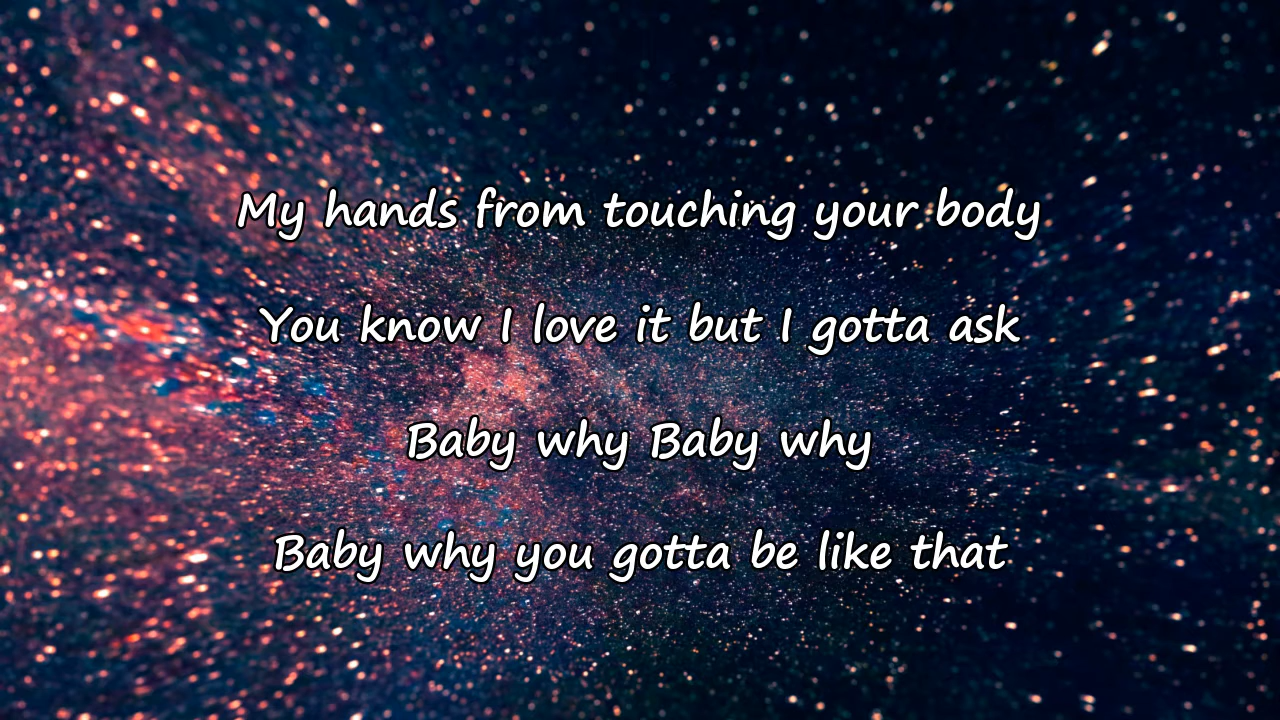 My hands from touching your body
You know I love it but I gotta ask
Baby why Baby why
Baby why you gotta be like that